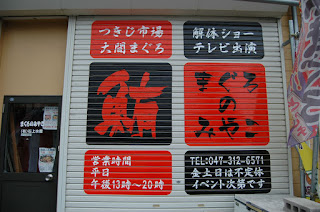 つきじ市場
大間まぐろ
解体ショー
テレビ出演
鮪
まぐろ
の
みやこ
営業時間
平日
午後13時〜20時
TEL:047-312-6571
金土日は不定休
イベント次第です